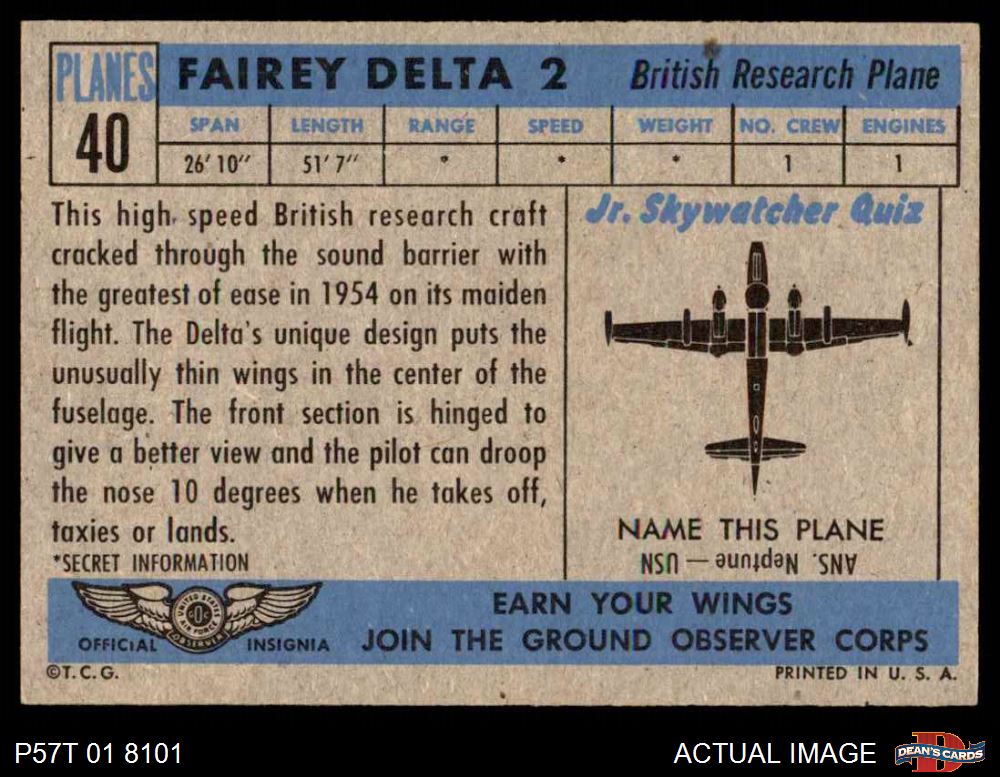 PLANES
40
FAIREY DELTA 2 British Research Plane
SPAN LENGTH RANGE SPEED WEIGHT NO. CREW ENGINES
26' 10" 51' 7" * * * 1 1
This high speed British research craft
cracked through the sound barrier with
the greatest of ease in 1954 on its maiden
flight. The Delta's unique design puts the
unusually thin wings in the center of the
fuselage. The front section is hinged to
give a better view and the pilot can droop
the nose 10 degrees when he takes off,
taxies or lands.
*SECRET INFORMATION
Jr. Skywatcher Quiz
NAME THIS PLANE
ANS. Neptune — USN
UNITED STATES
AIR FORCE
GOC
OBSERVER
OFFICIAL INSIGNIA
EARN YOUR WINGS
JOIN THE GROUND OBSERVER CORPS
©T. C. G.
PRINTED IN U. S. A.
P57T 01 8101
ACTUAL IMAGE
DEAN'S CARDS